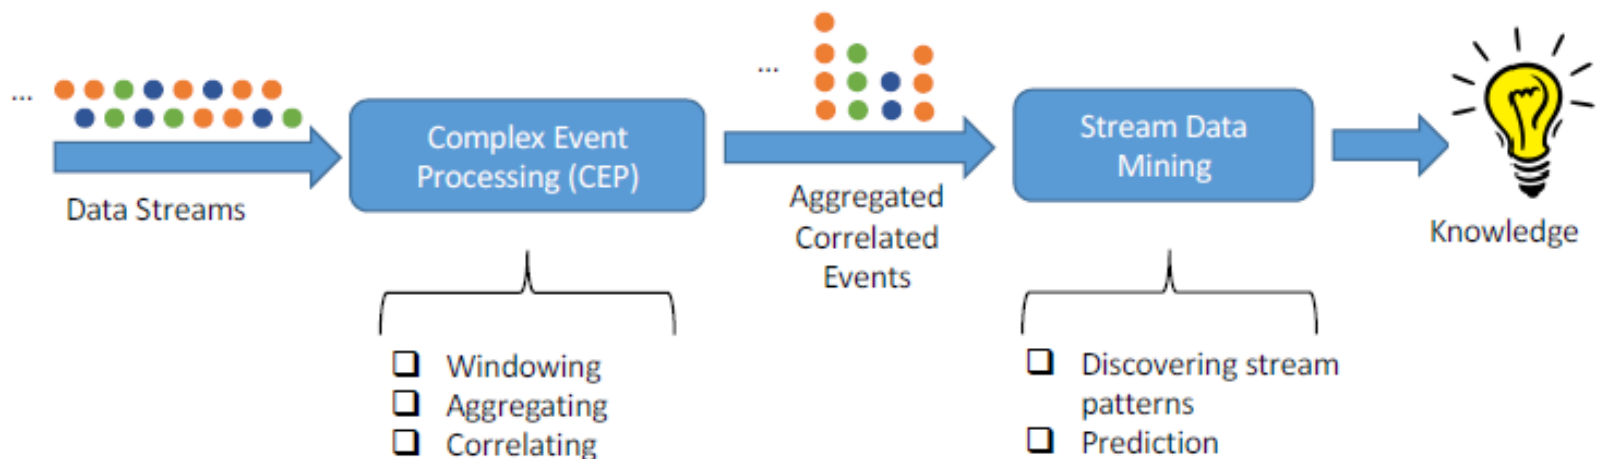 ...
Data Streams
Complex Event
Processing (CEP)
Windowing
Aggregating
Correlating
...
Aggregated
Correlated
Events
Stream Data
Mining
Discovering stream
patterns
Prediction
Knowledge